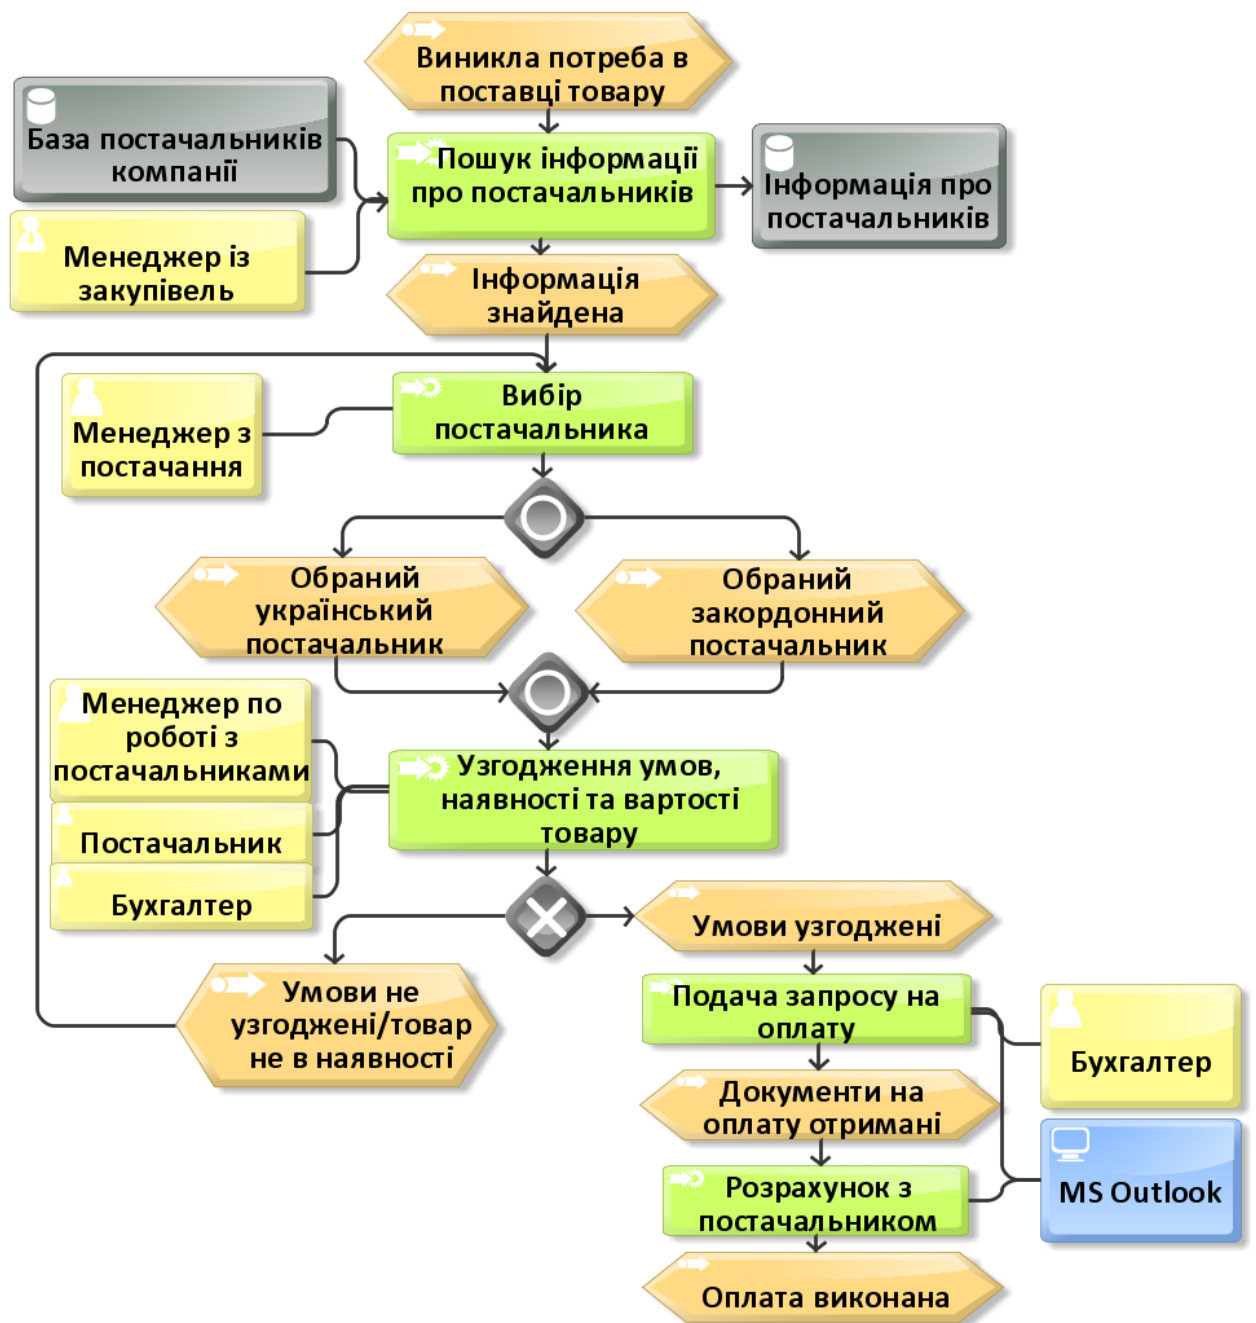 Виникла потреба в
поставці товару
База постачальників
компанії
Пошук інформації
про постачальників
Інформація про
постачальників
Менеджер із
закупівель
Інформація
знайдена
Вибір
постачальника
Менеджер з
постачання
Обраний
український
постачальник
Обраний
закордонний
постачальник
Менеджер по
роботі з
постачальниками
Постачальник
Бухгалтер
Узгодження умов,
наявності та вартості
товару
Умови узгоджені
Умови не
узгоджені/товар
не в наявності
Подача запросу на
оплату
Бухгалтер
Документи на
оплату отримані
MS Outlook
Розрахунок з
постачальником
Оплата виконана